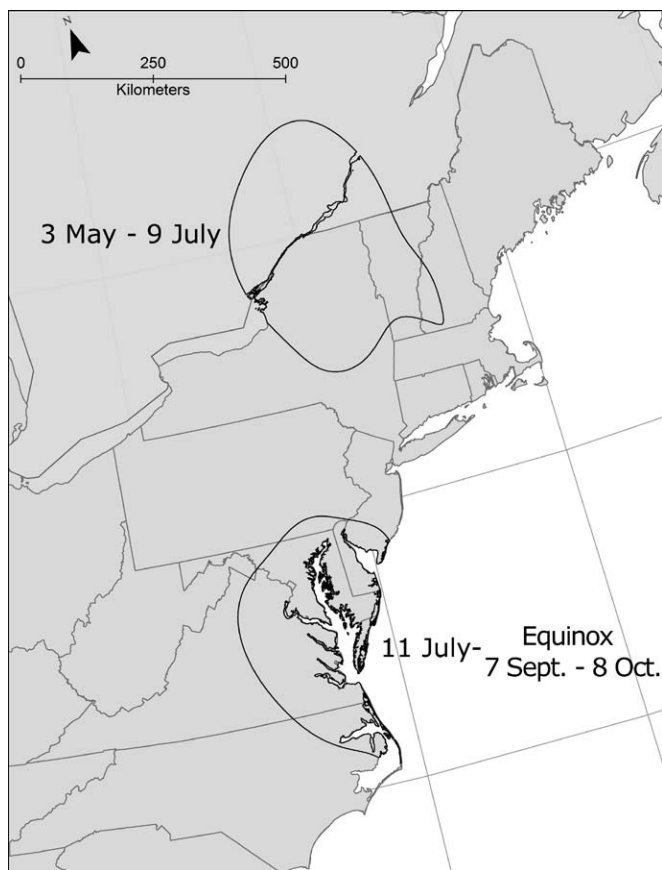 N
0 250 500
Kilometers
3 May - 9 July
11 July-
Equinox
7 Sept. - 8 Oct.